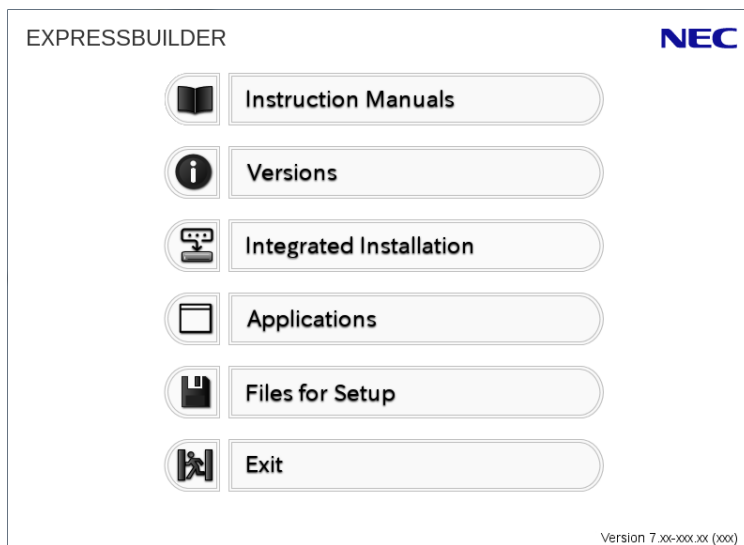 EXPRESSBUILDER
NEC
Instruction Manuals
Versions
Integrated Installation
Applications
Files for Setup
Exit
Version 7.xx-xxx.xx (xxx)